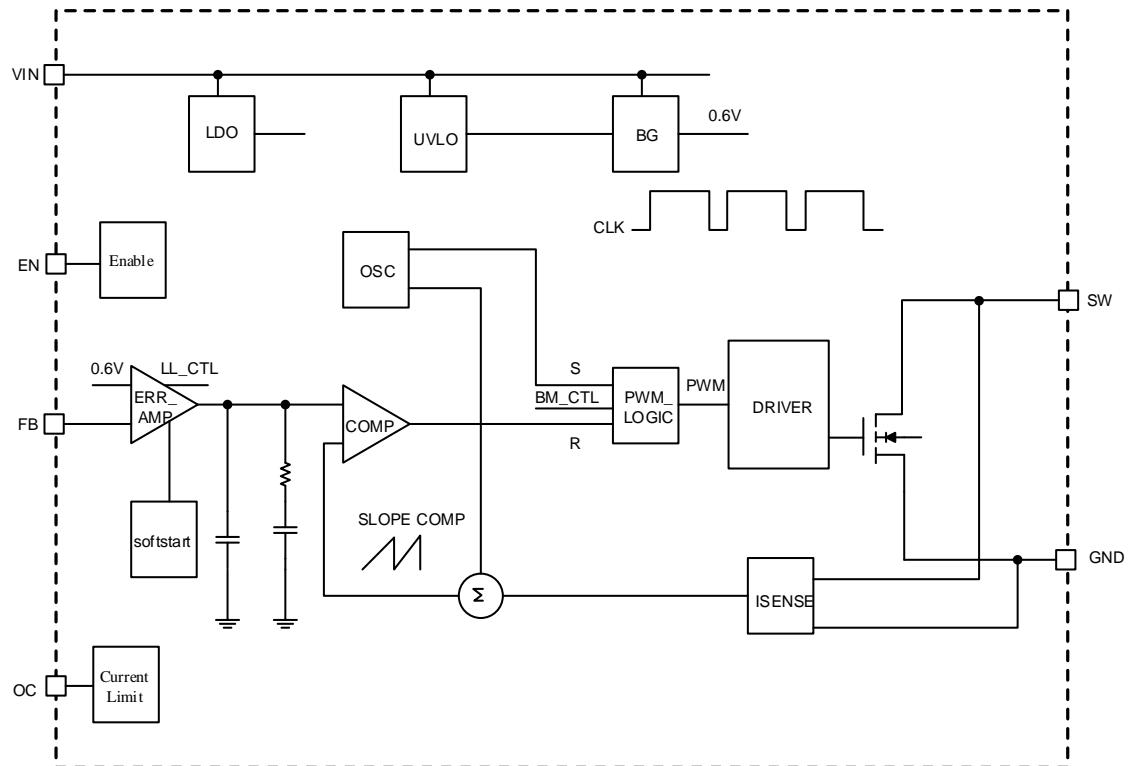 VIN
LDO
UVLO
BG
0.6V
CLK
EN
Enable
OSC
SW
0.6V
LL_CTL
ERR_
AMP
FB
COMP
S
BM_CTL
R
PWM_
LOGIC
PWM
DRIVER
softstart
SLOPE COMP
Σ
ISENSE
GND
OC
Current
Limit